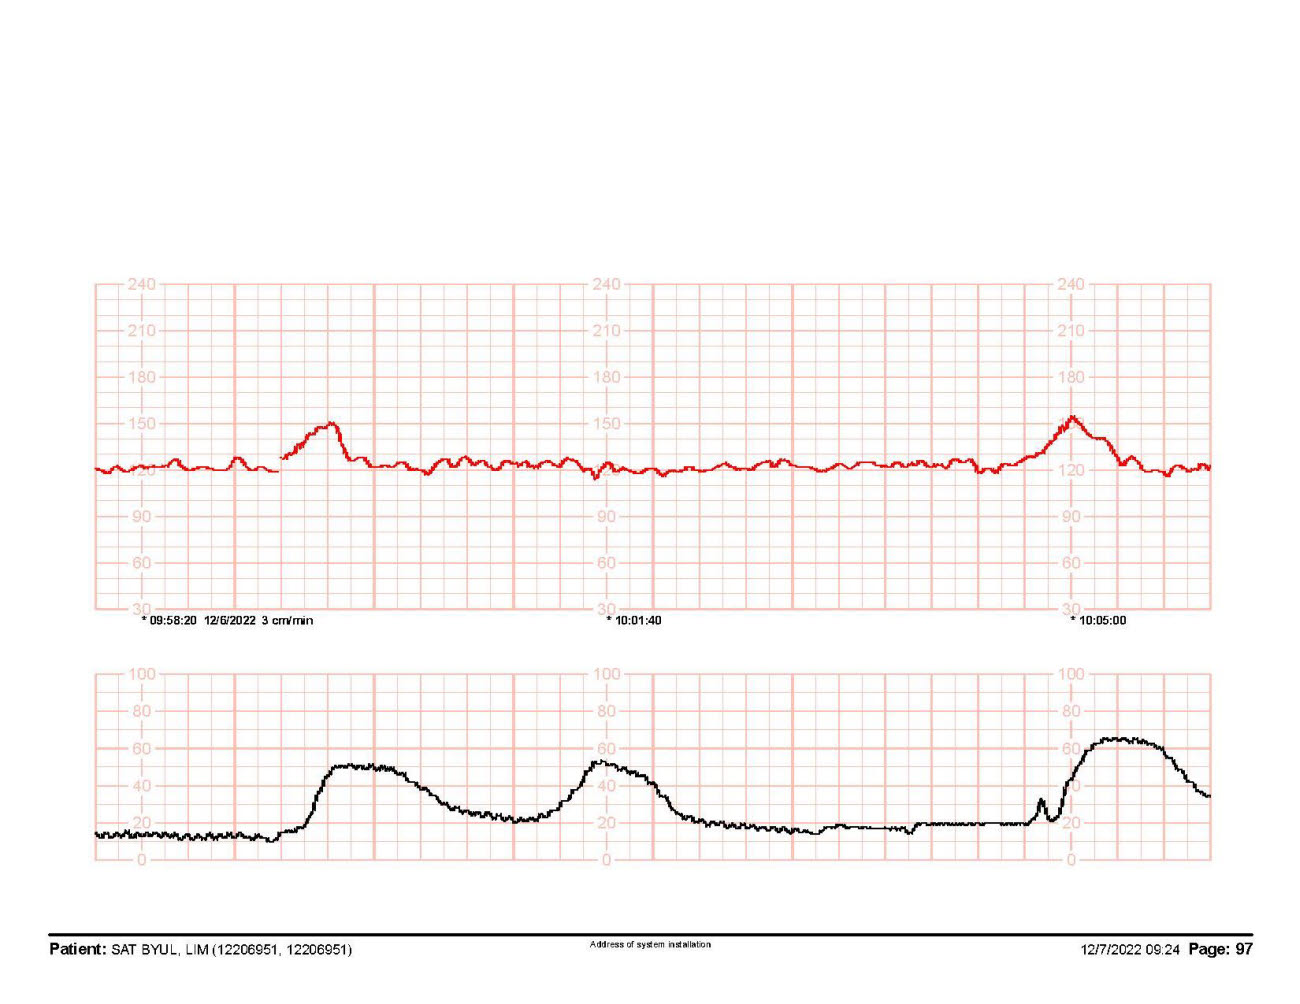 240 240 240
210 210 210
180 180 180
150 150 150
120 120 120
90 90 90
60 60 60
30 30 30
* 09:58:20 12/6/2022 3 cm/min * 10:01:40 * 10:05:00
100 100 100
80 80 80
60 60 60
40 40 40
20 20 20
0 0 0
Patient: SAT BYUL, LIM (12206951, 12206951) Address of system installation 12/7/2022 09:24 Page: 97